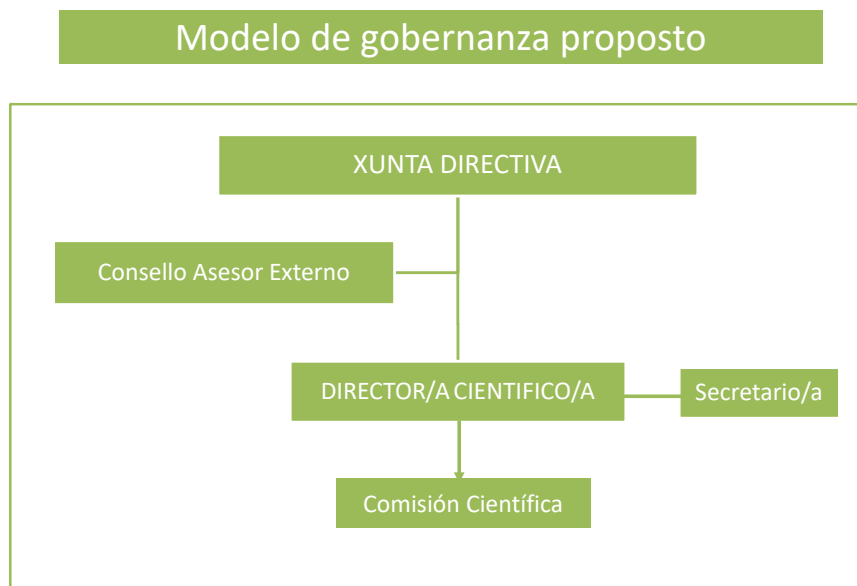 Modelo de gobernanza proposto
XUNTA DIRECTIVA
Consello Asesor Externo
DIRECTOR/A CIENTIFICO/A
Secretario/a
Comisión Científica